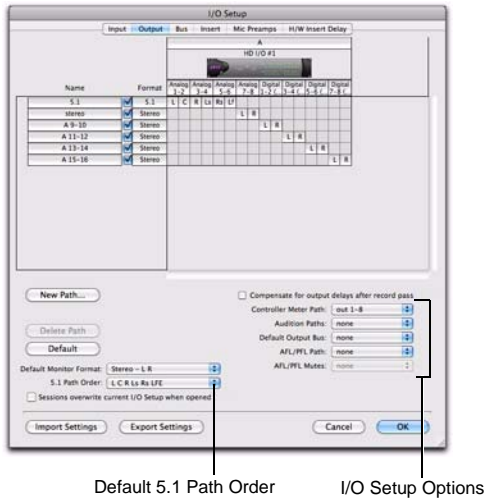 I/O Setup
Input Output Bus Insert Mic Preamps H/W Insert Delay
A
HD I/O #1
Name Format Analog 1-2 Analog 3-4 Analog 5-6 Analog 7-8 Digital 1-2 (... Digital 3-4 (... Digital 5-6 (... Digital 7-8 (...
5.1 5.1 L C R Ls Rs Lf
stereo Stereo L R
A 9-10 Stereo L R
A 11-12 Stereo L R
A 13-14 Stereo L R
A 15-16 Stereo L R
New Path...
Compensate for output delays after record pass
Controller Meter Path: out 1-8
Delete Path
Audition Paths: none
Default Output Bus: none
Default
AFL/PFL Path: none
Default Monitor Format: Stereo - L R
AFL/PFL Mutes: none
5.1 Path Order: L C R Ls Rs LFE
Sessions overwrite current I/O Setup when opened
Import Settings Export Settings Cancel OK
Default 5.1 Path Order
I/O Setup Options